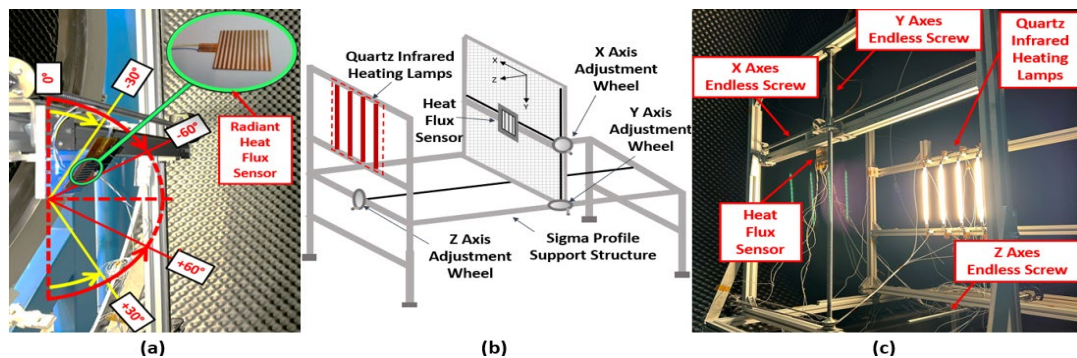 0°
-30°
-60°
Radiant
Heat
Flux
Sensor
+60°
+30°
(a)
Quartz Infrared
Heating Lamps
Heat
Flux
Sensor
X
Z
Y
X Axis
Adjustment
Wheel
Y Axis
Adjustment
Wheel
Z Axis
Adjustment
Wheel
Sigma Profile
Support Structure
(b)
Y Axes
Endless Screw
Quartz
Infrared
Heating
Lamps
X Axes
Endless Screw
Heat
Flux
Sensor
Z Axes
Endless Screw
(c)